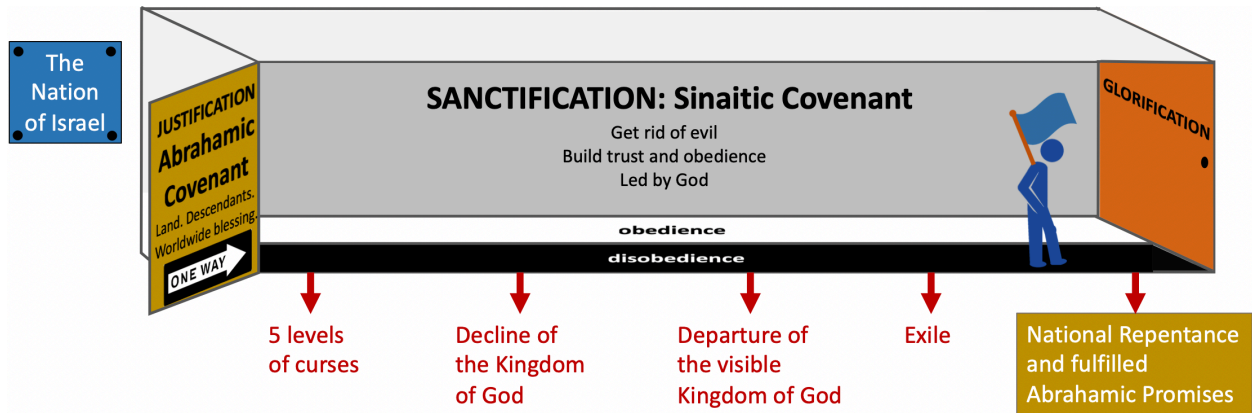 The
Nation
of Israel
JUSTIFICATION
Abrahamic
Covenant
Land. Descendants.
Worldwide blessing.
ONE WAY
SANCTIFICATION: Sinaitic Covenant
Get rid of evil
Build trust and obedience
Led by God
GLORIFICATION
obedience
disobedience
5 levels
of curses
Decline of
the Kingdom
of God
Departure of
the visible
Kingdom of God
Exile
National Repentance
and fulfilled
Abrahamic Promises